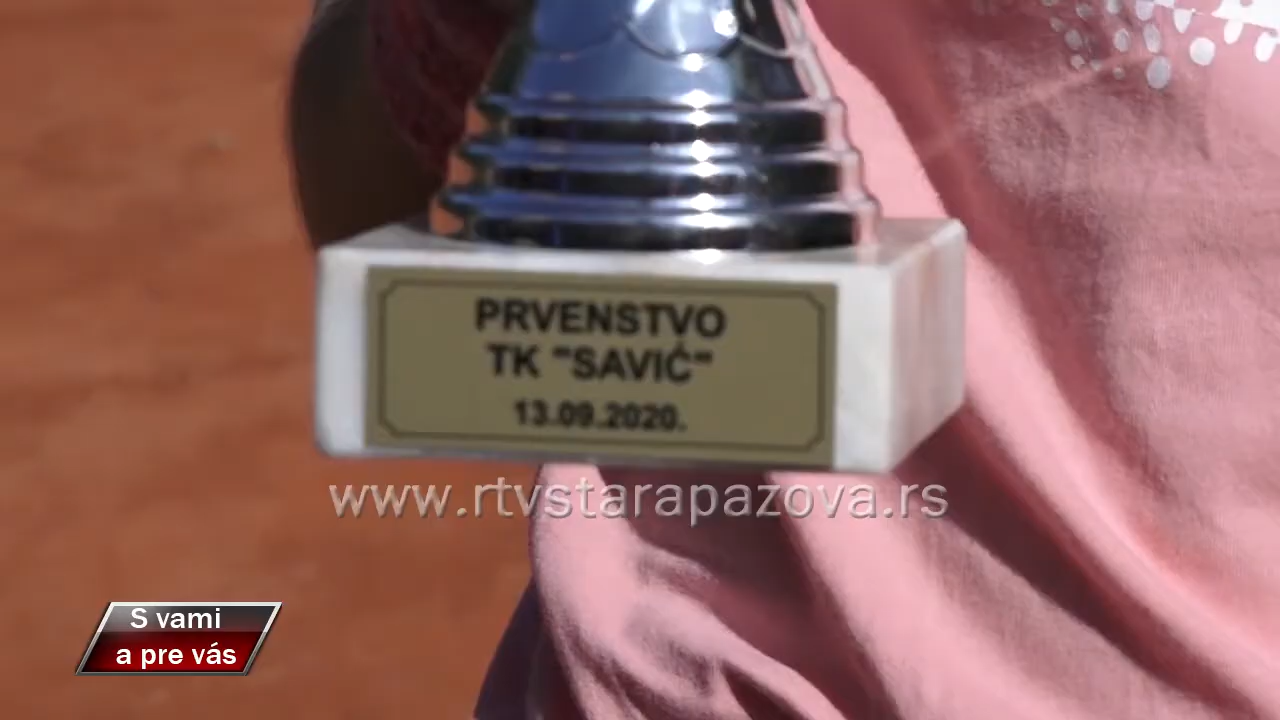 PRVENSTVO
TK "SAVIĆ"
13.09.2020.
www.rtvstarapazova.rs
S vami
a pre vás